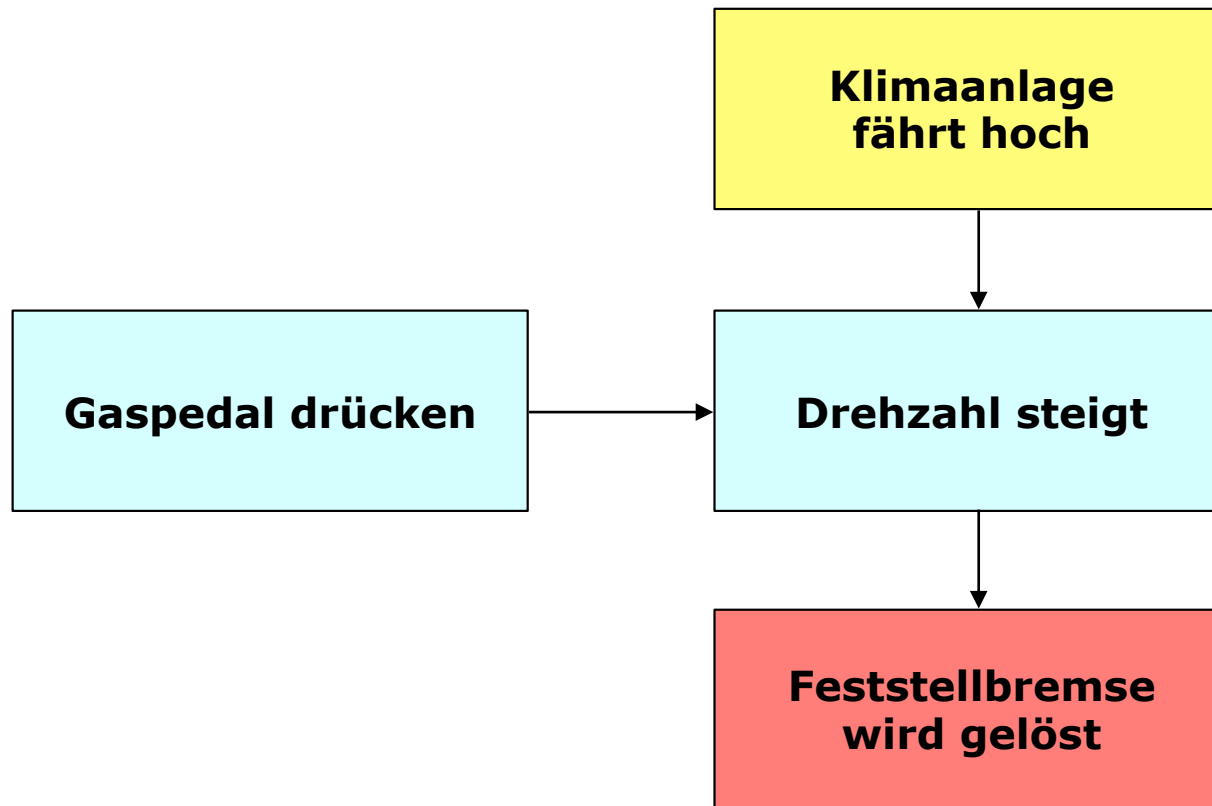 Klimaanlage
fährt hoch
Gaspedal drücken
Drehzahl steigt
Feststellbremse
wird gelöst